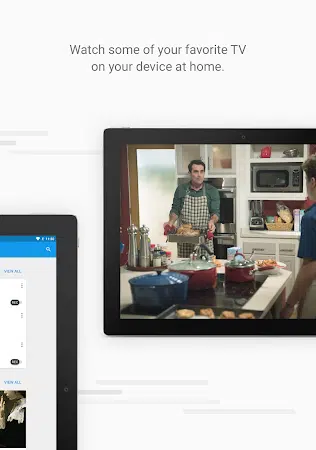 Watch some of your favorite TV
on your device at home.
VIEW ALL
VIEW ALL